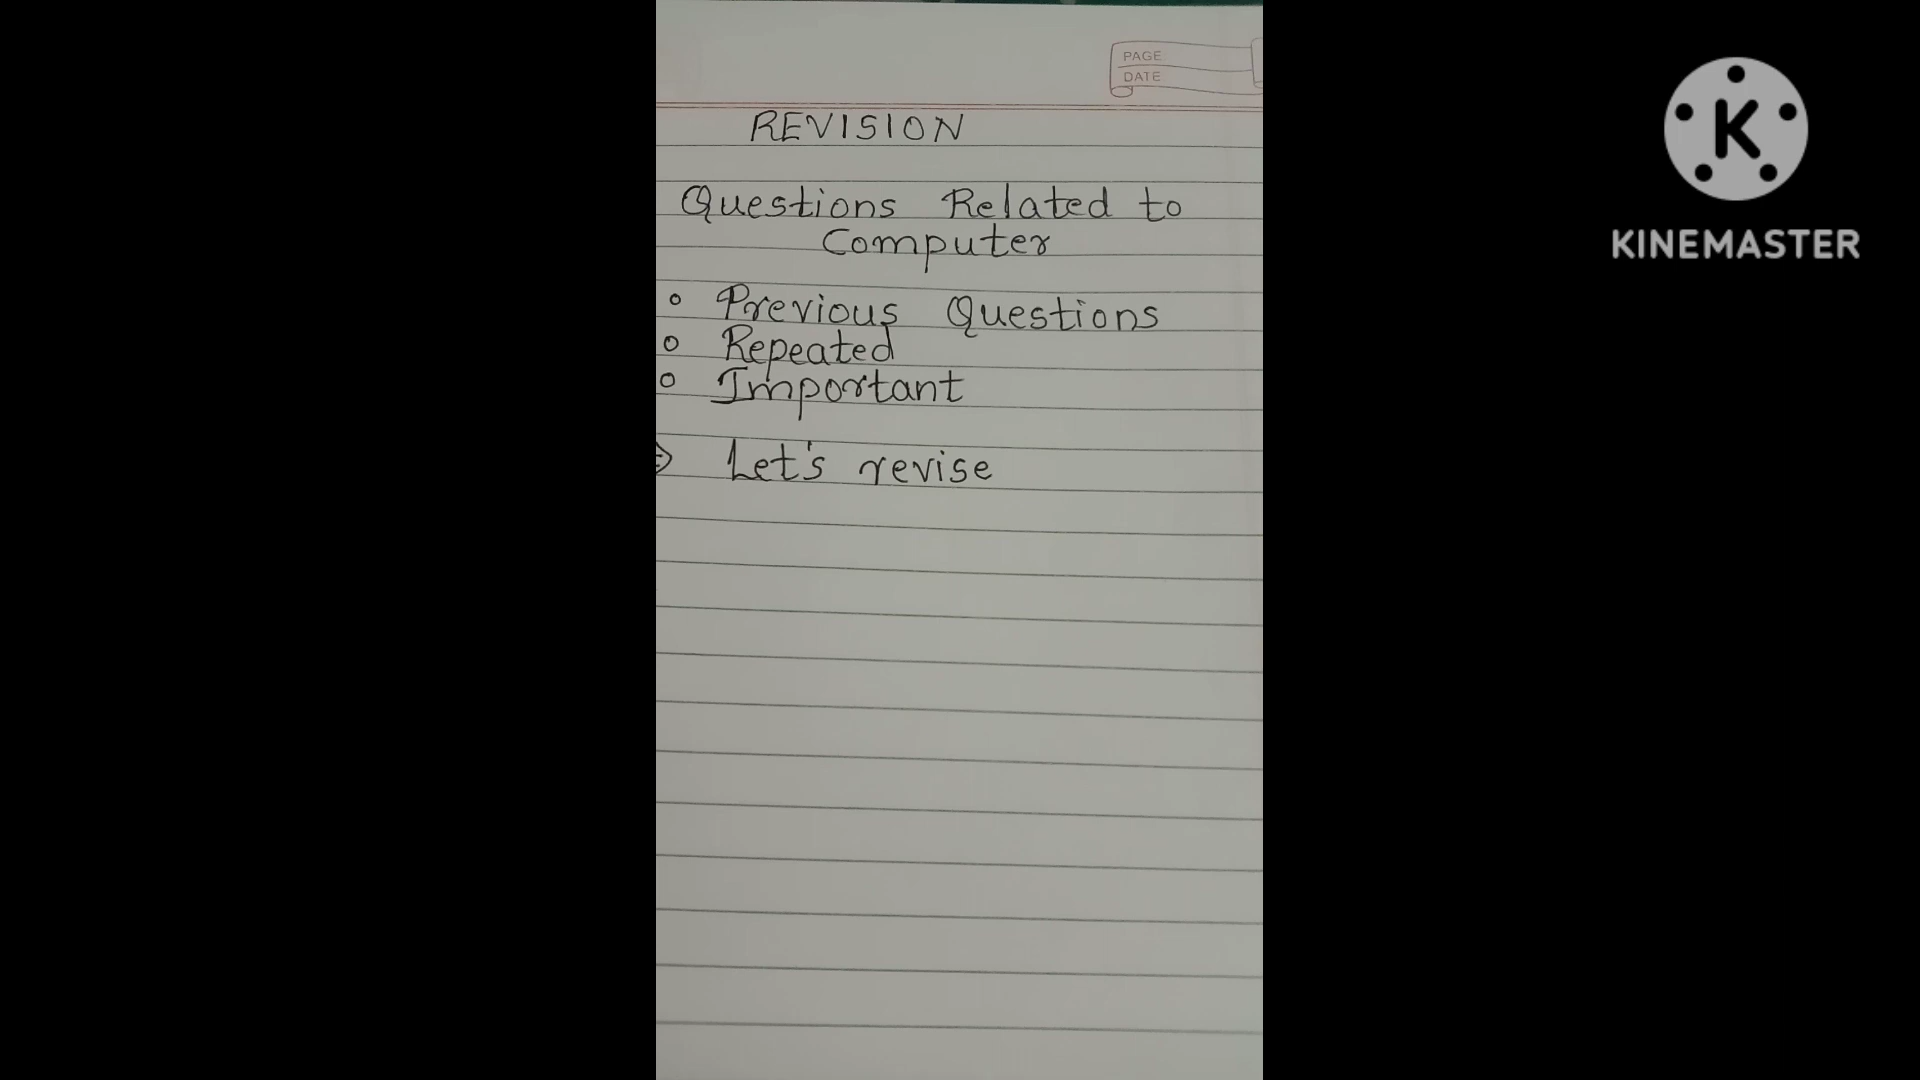 PAGE
DATE
REVISION
Questions Related to
Computer
o Previous Questions
o Repeated
o Important
⇒ Let's revise
K
KINEMASTER